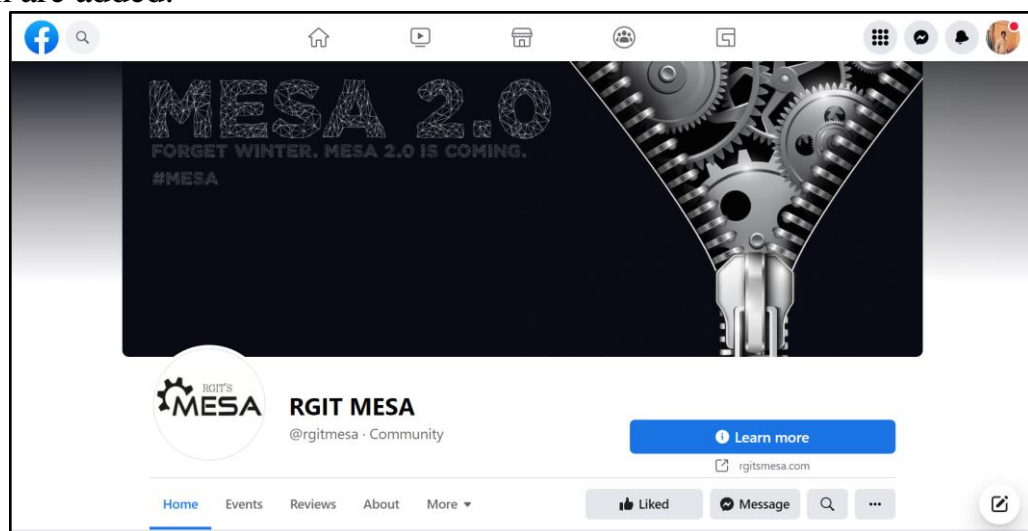 are added.
MESA 2.0
FORGET WINTER. MESA 2.0 IS COMING.
#MESA
RGIT'S
MESA
RGIT MESA
@rgitmesa · Community
Learn more
rgitsmesa.com
Home Events Reviews About More Liked Message